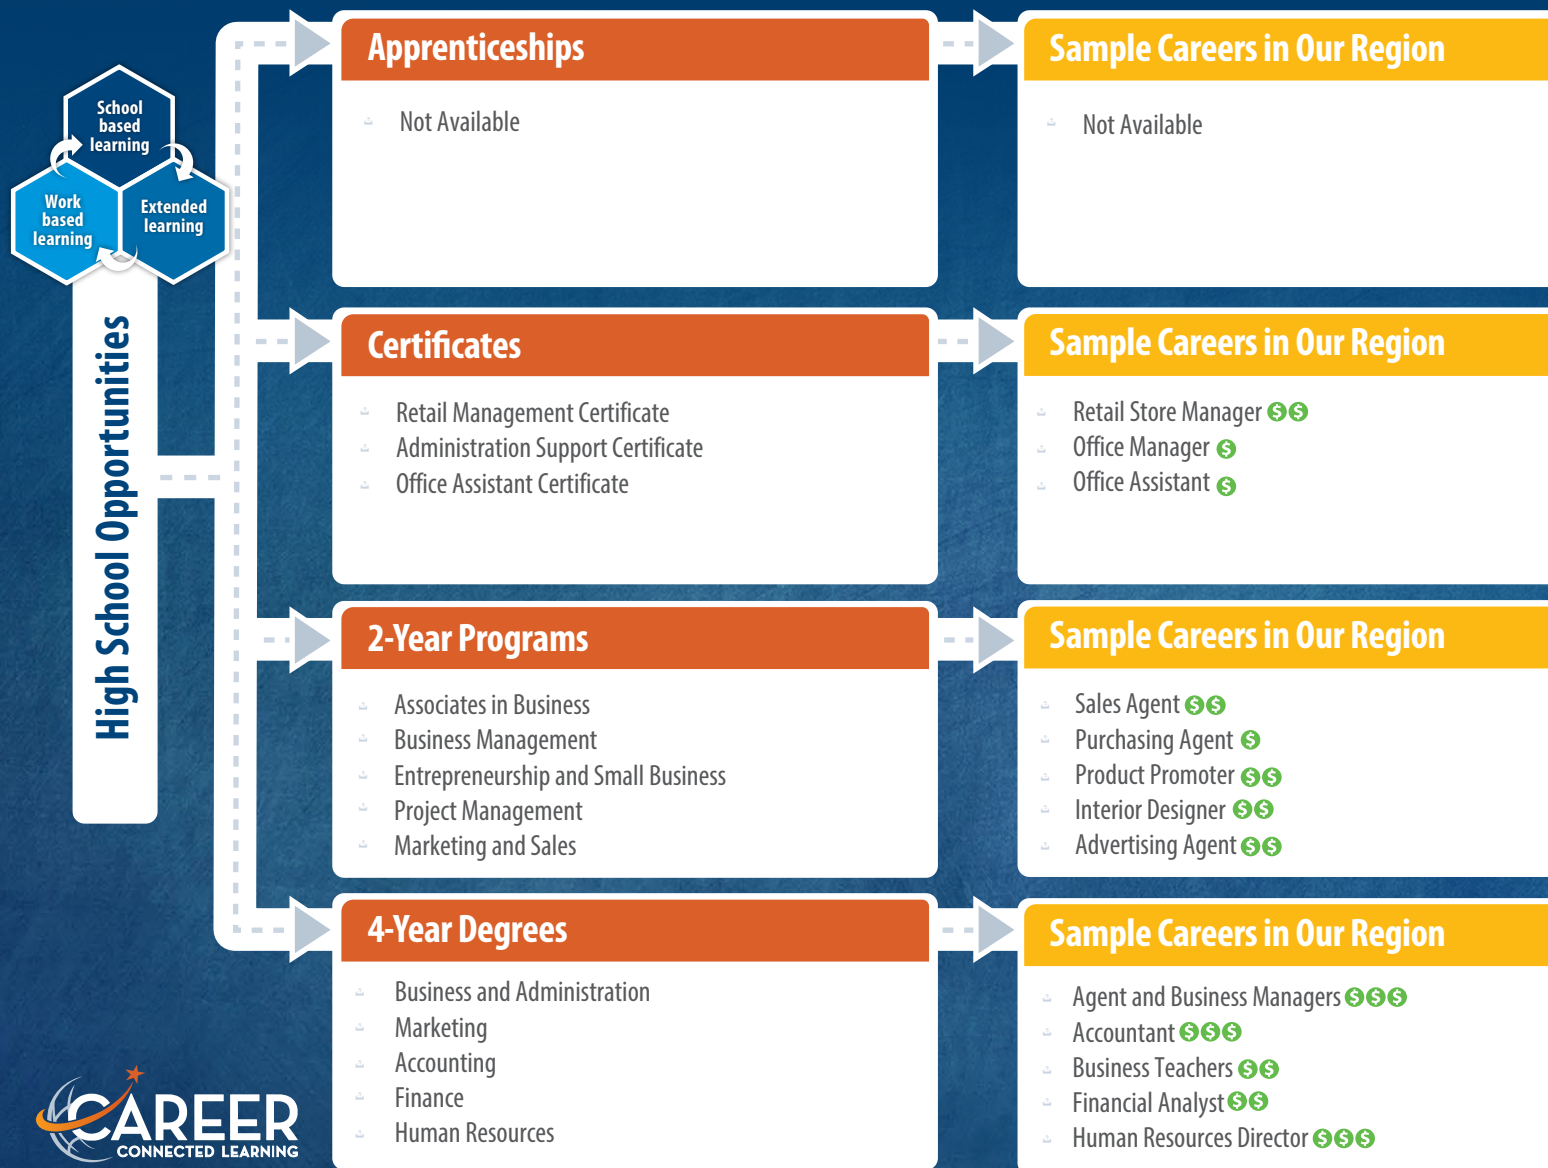 School
based
learning
Work
based
learning
Extended
learning
High School Opportunities
Apprenticeships
Not Available
Sample Careers in Our Region
Not Available
Certificates
Retail Management Certificate
Administration Support Certificate
Office Assistant Certificate
Sample Careers in Our Region
Retail Store Manager $$
Office Manager $
Office Assistant $
2-Year Programs
Associates in Business
Business Management
Entrepreneurship and Small Business
Project Management
Marketing and Sales
Sample Careers in Our Region
Sales Agent $$
Purchasing Agent $
Product Promoter $$
Interior Designer $$
Advertising Agent $$
4-Year Degrees
Business and Administration
Marketing
Accounting
Finance
Human Resources
Sample Careers in Our Region
Agent and Business Managers $$$
Accountant $$$
Business Teachers $$
Financial Analyst $$
Human Resources Director $$$
CAREER
CONNECTED LEARNING